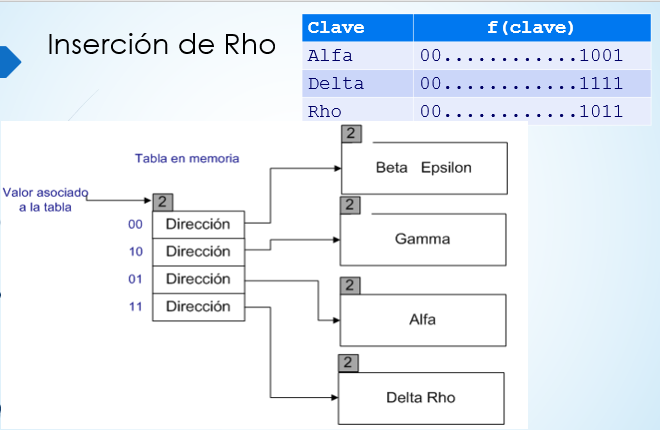 Inserción de Rho
Clave f(clave)
Alfa 00............1001
Delta 00............1111
Rho 00............1011
Tabla en memoria
Valor asociado
a la tabla
2
00 Dirección
10 Dirección
01 Dirección
11 Dirección
2
Beta Epsilon
2
Gamma
2
Alfa
2
Delta Rho